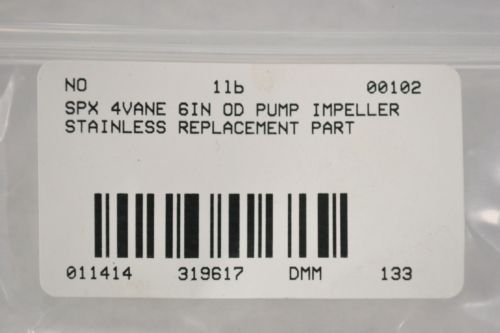 NO 1lb 00102
SPX 4VANE 6IN OD PUMP IMPELLER
STAINLESS REPLACEMENT PART
011414 319617 DMM 133